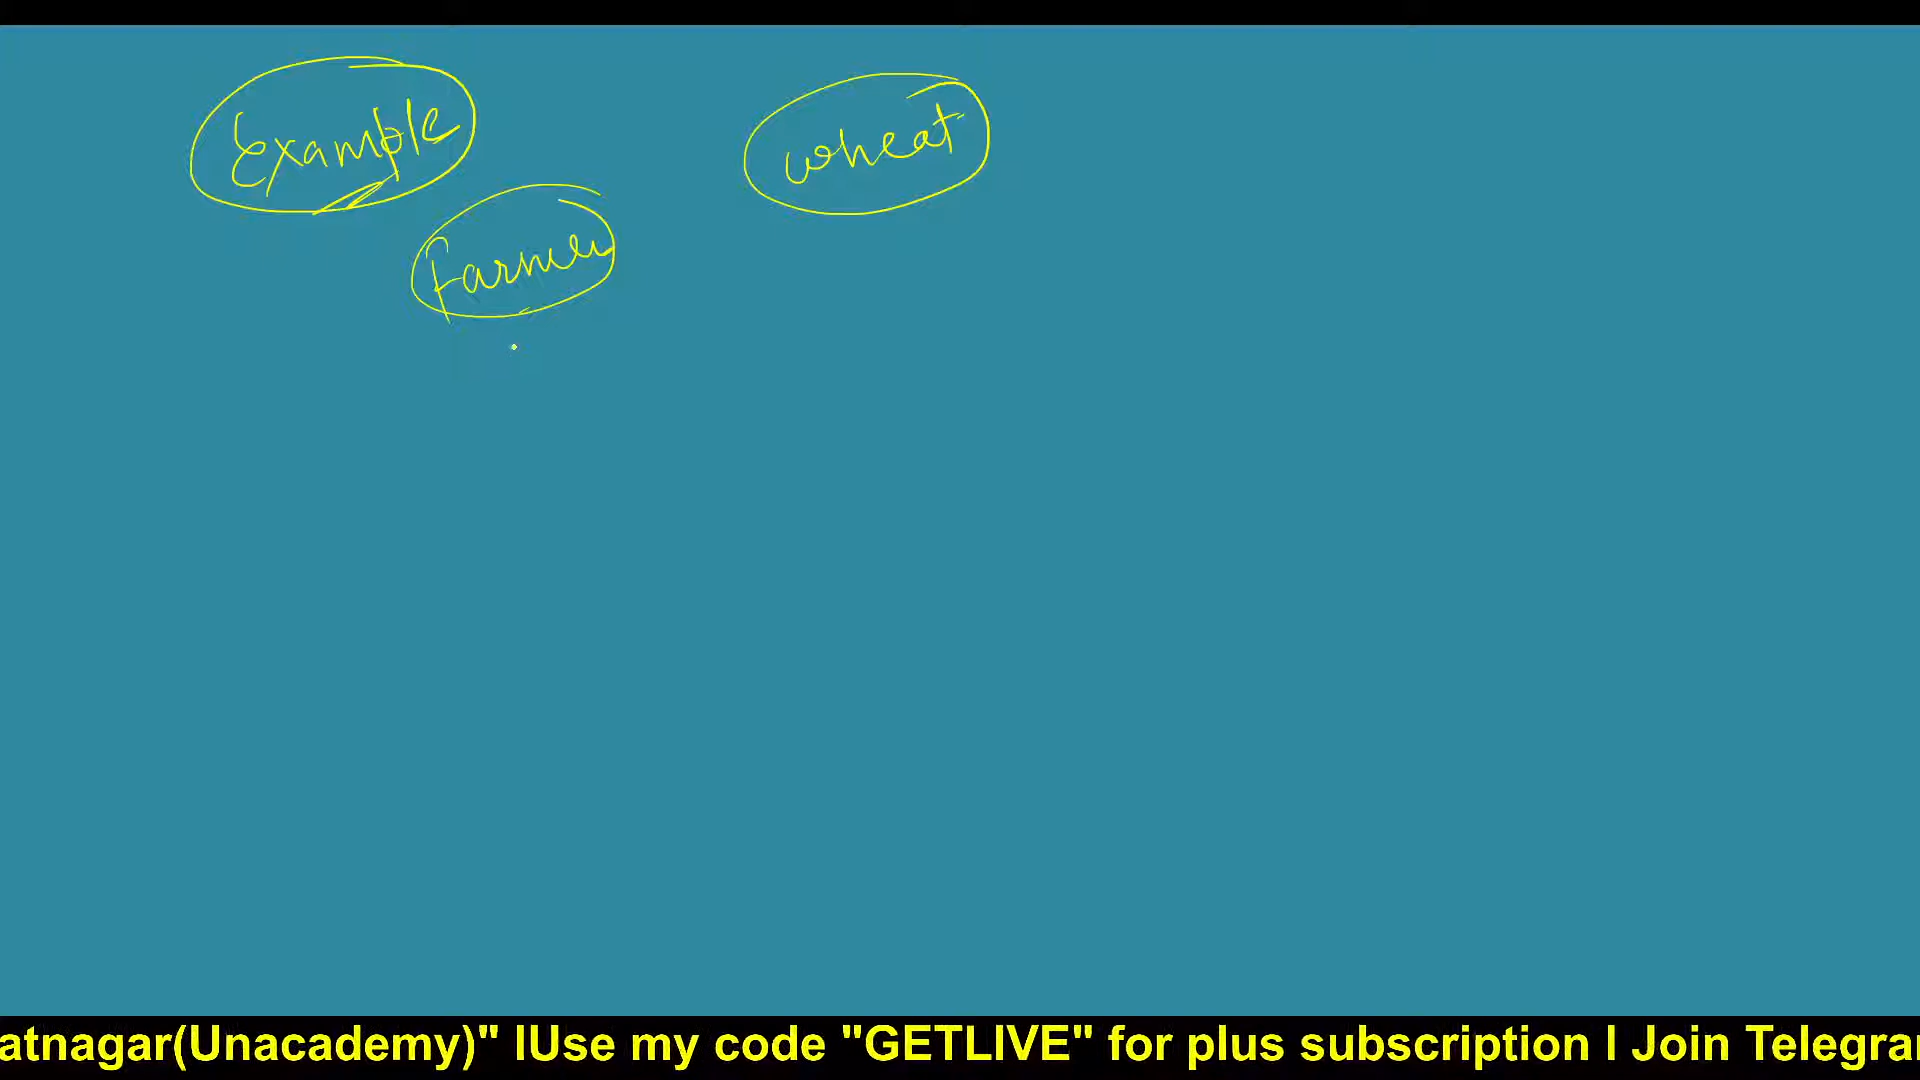 Example
wheat
farmer
atnagar(Unacademy)" lUse my code "GETLIVE" for plus subscription l Join Telegra